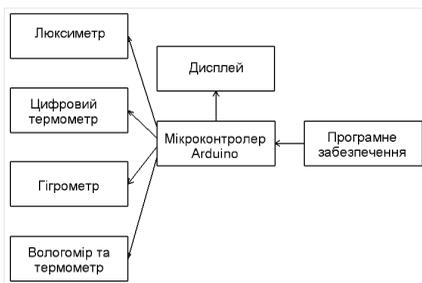 Люксиметр
Дисплей
Цифровий
термометр
Мікроконтролер
Arduino
Програмне
забезпечення
Гігрометр
Вологомір та
термометр